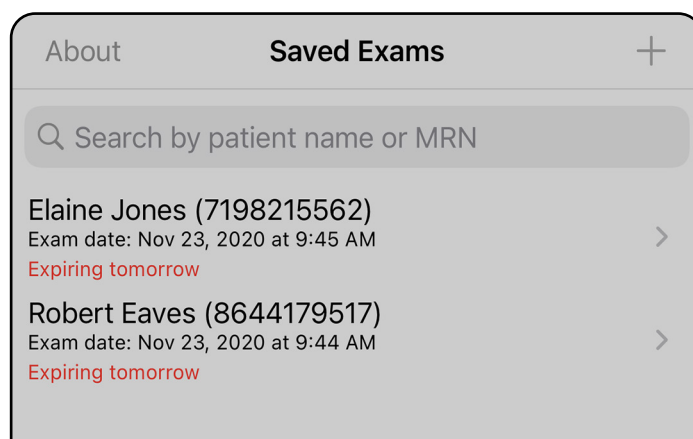 About Saved Exams +
Search by patient name or MRN
Elaine Jones (7198215562)
Exam date: Nov 23, 2020 at 9:45 AM
Expiring tomorrow
Robert Eaves (8644179517)
Exam date: Nov 23, 2020 at 9:44 AM
Expiring tomorrow